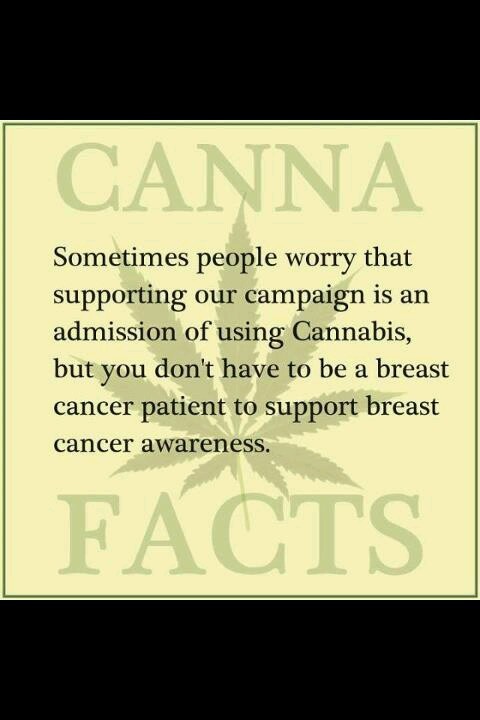 CANNA
Sometimes people worry that
supporting our campaign is an
admission of using Cannabis,
but you don't have to be a breast
cancer patient to support breast
cancer awareness.
FACTS